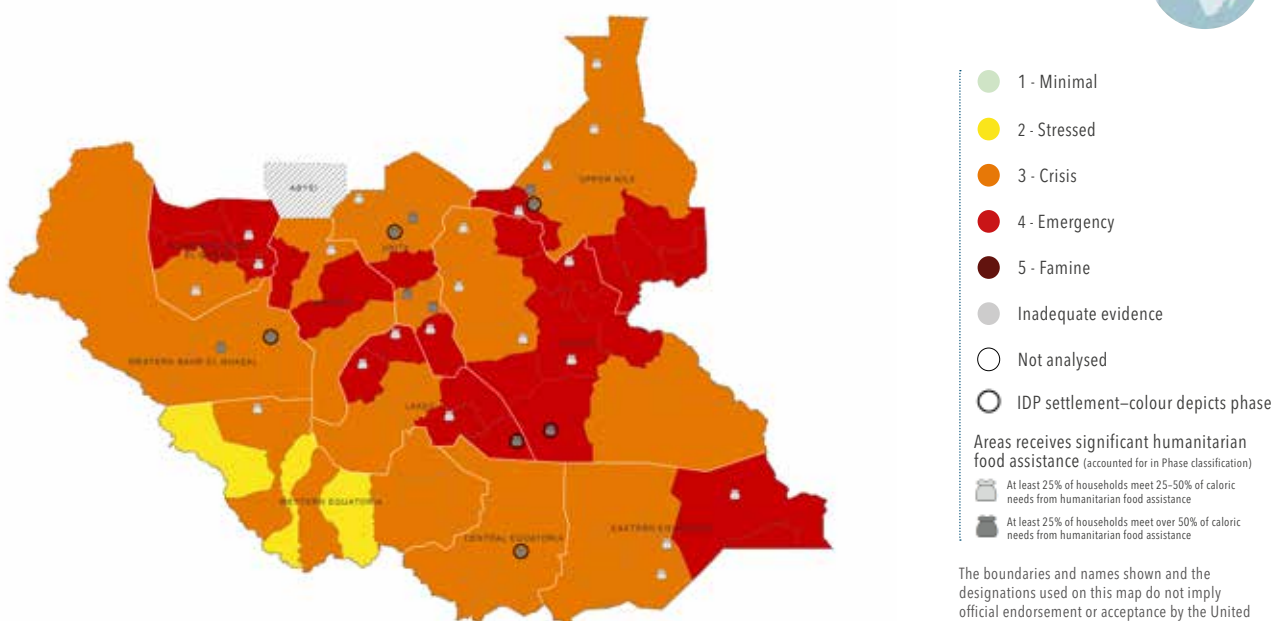 UPPER NILE
ABYEI
UNITY
WESTERN BAHR EL GHAZAL
LAKES
WESTERN EQUATORIA
CENTRAL EQUATORIA
EASTERN EQUATORIA
1 - Minimal
2 - Stressed
3 - Crisis
4 - Emergency
5 - Famine
Inadequate evidence
Not analysed
IDP settlement–colour depicts phase
Areas receives significant humanitarian
food assistance (accounted for in Phase classification)
At least 25% of households meet 25–50% of caloric
needs from humanitarian food assistance
At least 25% of households meet over 50% of caloric
needs from humanitarian food assistance
The boundaries and names shown and the
designations used on this map do not imply
official endorsement or acceptance by the United